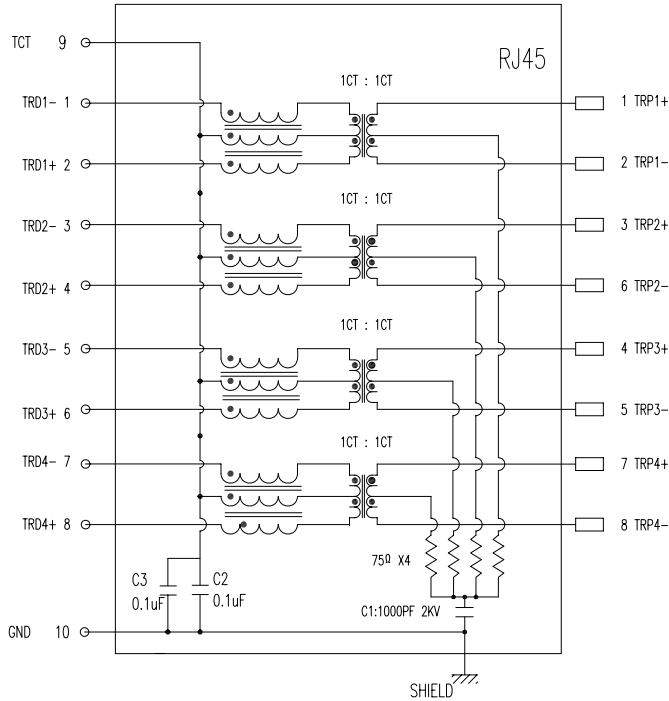 TCT 9
RJ45
1CT : 1CT
TRD1- 1
1 TRP1+
TRD1+ 2
2 TRP1-
1CT : 1CT
TRD2- 3
3 TRP2+
TRD2+ 4
6 TRP2-
1CT : 1CT
TRD3- 5
4 TRP3+
TRD3+ 6
5 TRP3-
1CT : 1CT
TRD4- 7
7 TRP4+
TRD4+ 8
8 TRP4-
75Ω X4
C3
0.1uF
C2
0.1uF
C1:1000PF 2KV
GND 10
SHIELD